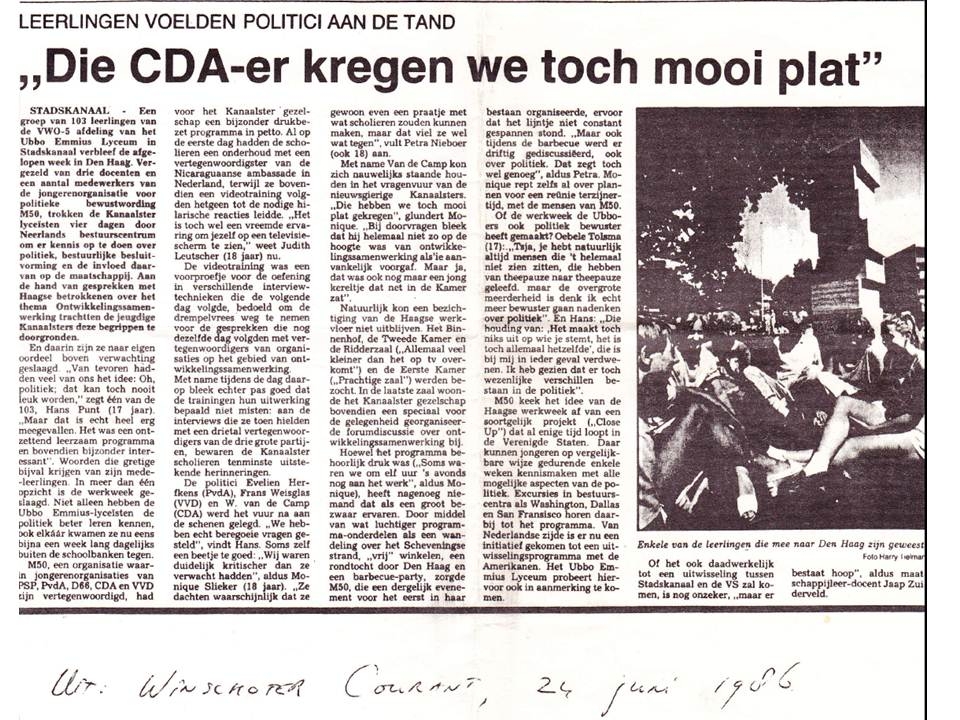 LEERLINGEN VOELDEN POLITICI AAN DE TAND
„Die CDA-er kregen we toch mooi plat”
STADSKANAAL - Een
groep van 103 leerlingen van
de VWO-5 afdeling van het
Ubbo Emmius Lyceum in
Stadskanaal verbleef de afge-
lopen week in Den Haag. Ver-
gezeld van drie docenten en
een aantal medewerkers van
de jongerenorganisatie voor
politieke bewustwording
M50, trokken de Kanaalster
lyceïsten vier dagen door
Neerlands bestuurscentrum
om er kennis op te doen over
politiek, bestuurlijke besluit-
vorming en de invloed daar-
van op de maatschappij. Aan
de hand van gesprekken met
Haagse betrokkenen over het
thema Ontwikkelingssamen-
werking trachtten de jeugdige
Kanaalsters deze begrippen te
doorgronden.
En daarin zijn ze naar eigen
oordeel boven verwachting
geslaagd. „Van tevoren had-
den veel van ons het idee: Oh,
politiek; dat kan toch nooit
leuk worden,” zegt één van de
103, Hans Punt (17 jaar).
„Maar dat is echt heel erg
meegevallen. Het was een ont-
zettend leerzaam programma
en bovendien bijzonder inter-
essant”. Woorden die gretige
bijval krijgen van zijn mede-
-leerlingen. In meer dan één
opzicht is de werkweek ge-
slaagd. Niet alleen hebben de
Ubbo Emmius-lyceïsten de
politiek beter leren kennen,
ook elkáár kwamen ze nu eens
bijna een week lang dagelijks
buiten de schoolbanken tegen.
M50, een organisatie waar-
in jongerenorganisaties van
PSP, PvdA, D66, CDA en VVD
zijn vertegenwoordigd, had
voor het Kanaalster gezel-
schap een bijzonder drukbe-
zet programma in petto. Al op
de eerste dag hadden de scho-
lieren een onderhoud met een
vertegenwoordigster van de
Nicaraguaanse ambassade in
Nederland, terwijl ze boven-
dien een videotraining volg-
den hetgeen tot de nodige hi-
larische reacties leidde. „Het
is toch wel een vreemde erva-
ring om jezelf op een televisie-
scherm te zien,” weet Judith
Leutscher (18 jaar) nu.
De videotraining was een
voorproefje voor de oefening
in verschillende interview-
technieken die de volgende
dag volgde, bedoeld om de
drempelvrees weg te nemen
voor de gesprekken die nog
dezelfde dag volgden met ver-
tegenwoordigers van organi-
saties op het gebied van ont-
wikkelingssamenwerking.
Met name tijdens de dag daar-
op bleek echter pas goed dat
de trainingen hun uitwerking
bepaald niet misten: aan de
interviews die ze toen hielden
met een drietal vertegenwoor-
digers van de drie grote partij-
en, bewaren de Kanaalster
scholieren tenminste uitste-
kende herinneringen.
De politici Evelien Her-
fkens (PvdA), Frans Weisglas
(VVD) en W. van de Camp
(CDA) werd het vuur na aan
de schenen gelegd. „We heb-
ben echt beregoeie vragen ge-
steld”, vindt Hans. Soms zelf
een beetje te goed: „Wij waren
duidelijk kritischer dan ze
verwacht hadden”, aldus Mo-
nique Slieker (18 jaar). „Ze
dachten waarschijnlijk dat ze
gewoon even een praatje met
wat scholieren zouden kunnen
maken, maar dat viel ze wel
wat tegen”, vult Petra Nieboer
(ook 18) aan.
Met name Van de Camp kon
zich nauwelijks staande hou-
den in het vragenvuur van de
nieuwsgierige Kanaalsters.
„Die hebben we toch mooi
plat gekregen”, glundert Mo-
nique. „Bij doorvragen bleek
dat hij helemaal niet zo op de
hoogte was van ontwikke-
lingssamenwerking als'ie aan-
vankelijk voorgaf. Maar ja,
dat was ook nog maar een jong
kereltje dat net in de Kamer
zat”.
Natuurlijk kon een bezich-
tiging van de Haagse werk-
vloer niet uitblijven. Het Bin-
nenhof, de Tweede Kamer en
de Ridderzaal („Allemaal veel
kleiner dan het op tv over-
komt”) en de Eerste Kamer
(„Prachtige zaal”) werden be-
zocht. In de laatste zaal woon-
de het Kanaalster gezelschap
bovendien een speciaal voor
de gelegenheid georganiseer-
de forumdiscussie over ont-
wikkelingssamenwerking bij.
Hoewel het programma be-
hoorlijk druk was („Soms wa-
ren we om elf uur 's avonds
nog aan het werk”, aldus Mo-
nique), heeft nagenoeg nie-
mand dat als een groot be-
zwaar ervaren. Door middel
van wat luchtiger program-
ma-onderdelen als een wan-
deling over het Scheveningse
strand, „vrij” winkelen, een
rondtocht door Den Haag en
een barbecue-party, zorgde
M50, die een dergelijk evene-
ment voor het eerst in haar
bestaan organiseerde, ervoor
dat het lijntje niet constant
gespannen stond. „Maar ook
tijdens de barbecue werd er
driftig gediscussiëerd, ook
over politiek. Dat zegt toch
wel genoeg”, aldus Petra. Mo-
nique rept zelfs al over plan-
nen voor een reünie terzijner-
tijd, met de mensen van M50.
Of de werkweek de Ubbo-
ers ook politiek bewuster
heeft gemaakt? Oebele Tolsma
(17): „Tsja, je hebt natuurlijk
altijd mensen die 't helemaal
niet zien zitten, die hebben
van theepauze naar theepauze
geleefd. maar de overgrote
meerderheid is denk ik echt
meer bewuster gaan nadenken
over politiek”. En Hans: „Die
houding van: ‚Het maakt toch
niks uit op wie je stemt, het is
toch allemaal hetzelfde', die is
bij mij in ieder geval verdwe-
nen. Ik heb gezien dat er toch
wezenlijke verschillen be-
staan in de politiek”.
M50 keek het idee van de
Haagse werkweek af van een
soortgelijk projekt („Close
Up”) dat al enige tijd loopt in
de Verenigde Staten. Daar
kunnen jongeren op vergelijk-
bare wijze gedurende enkele
weken kennismaken met alle
mogelijke aspecten van de po-
litiek. Excursies in bestuurs-
centra als Washington, Dallas
en San Fransisco horen daar-
bij tot het programma. Van
Nederlandse zijde is er nu een
initiatief gekomen tot een uit-
wisselingsprogramma met de
Amerikanen. Het Ubbo Em-
mius Lyceum probeert hier-
voor ook in aanmerking te ko-
men.
Enkele van de leerlingen die mee naar Den Haag zijn geweest
Foto Harry Tielman
Of het ook daadwerkelijk
tot een uitwisseling tussen
Stadskanaal en de VS zal ko-
men, is nog onzeker, „maar er
bestaat hoop”, aldus maat
schappijleer-docent Jaap Zui
derveld.
Uit: Winschoter Courant, 24 juni 1986